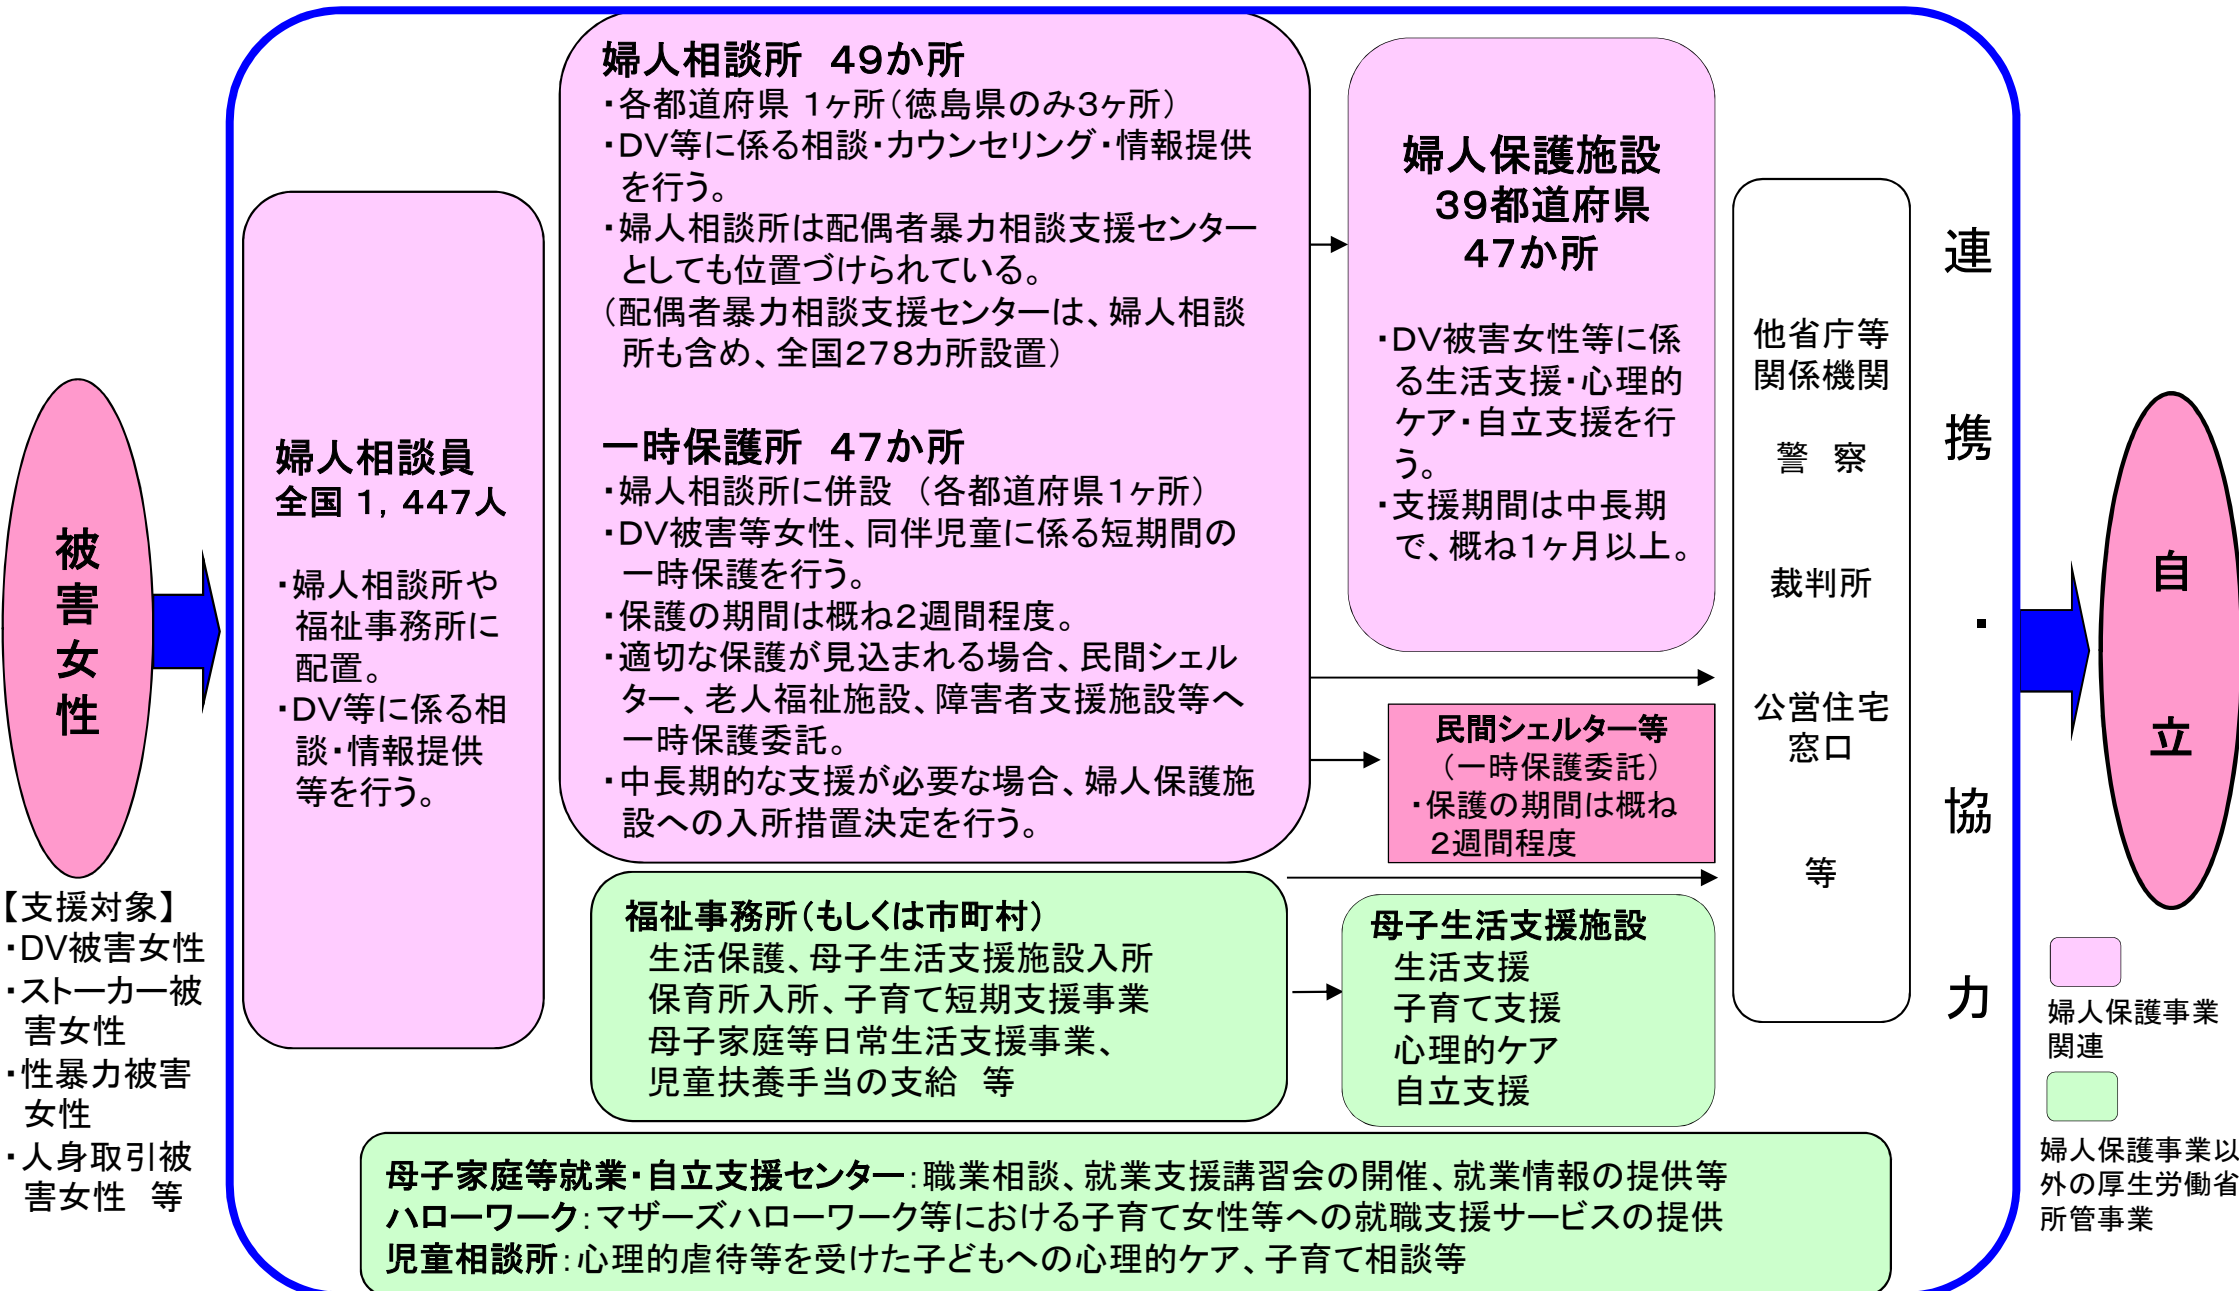 被害女性
【支援対象】
・DV被害女性
・ストーカー被
害女性
・性暴力被害
女性
・人身取引被
害女性　等
婦人相談員
全国 1，447人
・婦人相談所や
福祉事務所に
配置。
・DV等に係る相
談・情報提供
等を行う。
婦人相談所　49か所
・各都道府県 1ヶ所（徳島県のみ3ヶ所）
・DV等に係る相談・カウンセリング・情報提供
を行う。
・婦人相談所は配偶者暴力相談支援センター
としても位置づけられている。
（配偶者暴力相談支援センターは、婦人相談
所も含め、全国278カ所設置）
一時保護所　47か所
・婦人相談所に併設　（各都道府県1ヶ所）
・DV被害等女性、同伴児童に係る短期間の
一時保護を行う。
・保護の期間は概ね2週間程度。
・適切な保護が見込まれる場合、民間シェル
ター、老人福祉施設、障害者支援施設等へ
一時保護委託。
・中長期的な支援が必要な場合、婦人保護施
設への入所措置決定を行う。
婦人保護施設
39都道府県
47か所
・DV被害女性等に係
る生活支援・心理的
ケア・自立支援を行
う。
・支援期間は中長期
で、概ね1ヶ月以上。
民間シェルター等
（一時保護委託）
・保護の期間は概ね
2週間程度
福祉事務所（もしくは市町村）
生活保護、母子生活支援施設入所
保育所入所、子育て短期支援事業
母子家庭等日常生活支援事業、
児童扶養手当の支給　等
母子生活支援施設
生活支援
子育て支援
心理的ケア
自立支援
他省庁等
関係機関
警　察
裁判所
公営住宅
窓口
等
連携・協力
母子家庭等就業・自立支援センター：職業相談、就業支援講習会の開催、就業情報の提供等
ハローワーク：マザーズハローワーク等における子育て女性等への就職支援サービスの提供
児童相談所：心理的虐待等を受けた子どもへの心理的ケア、子育て相談等
自立
婦人保護事業
関連
婦人保護事業以
外の厚生労働省
所管事業